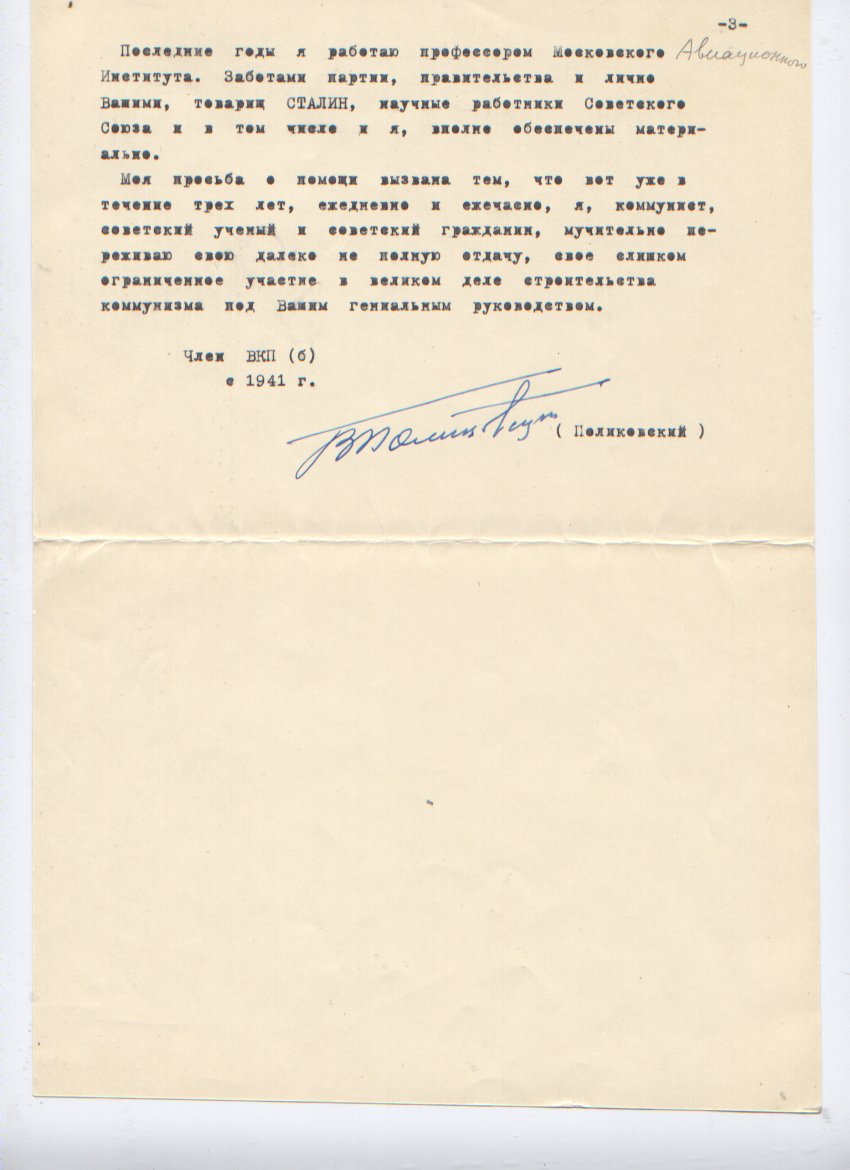 -3-
Последние годы я работаю профессором Московского Авиационного
Института. Заботами партии, правительства и лично
Вашими, товарищ СТАЛИН, научные работники Советского
Союза и в том числе и я, вполне обеспечены матери-
ально.
Моя просьба о помощи вызвана тем, что вот уже в
течение трех лет, ежедневно и ежечасно, я, коммунист,
советский ученый и советский гражданин, мучительно пе-
реживаю свою далеко не полную отдачу, свое слишком
ограниченное участие в великом деле строительства
коммунизма под Вашим гениальным руководством.
Член ВКП (б)
с 1941 г.
ВПоликовский
( Поликовский )